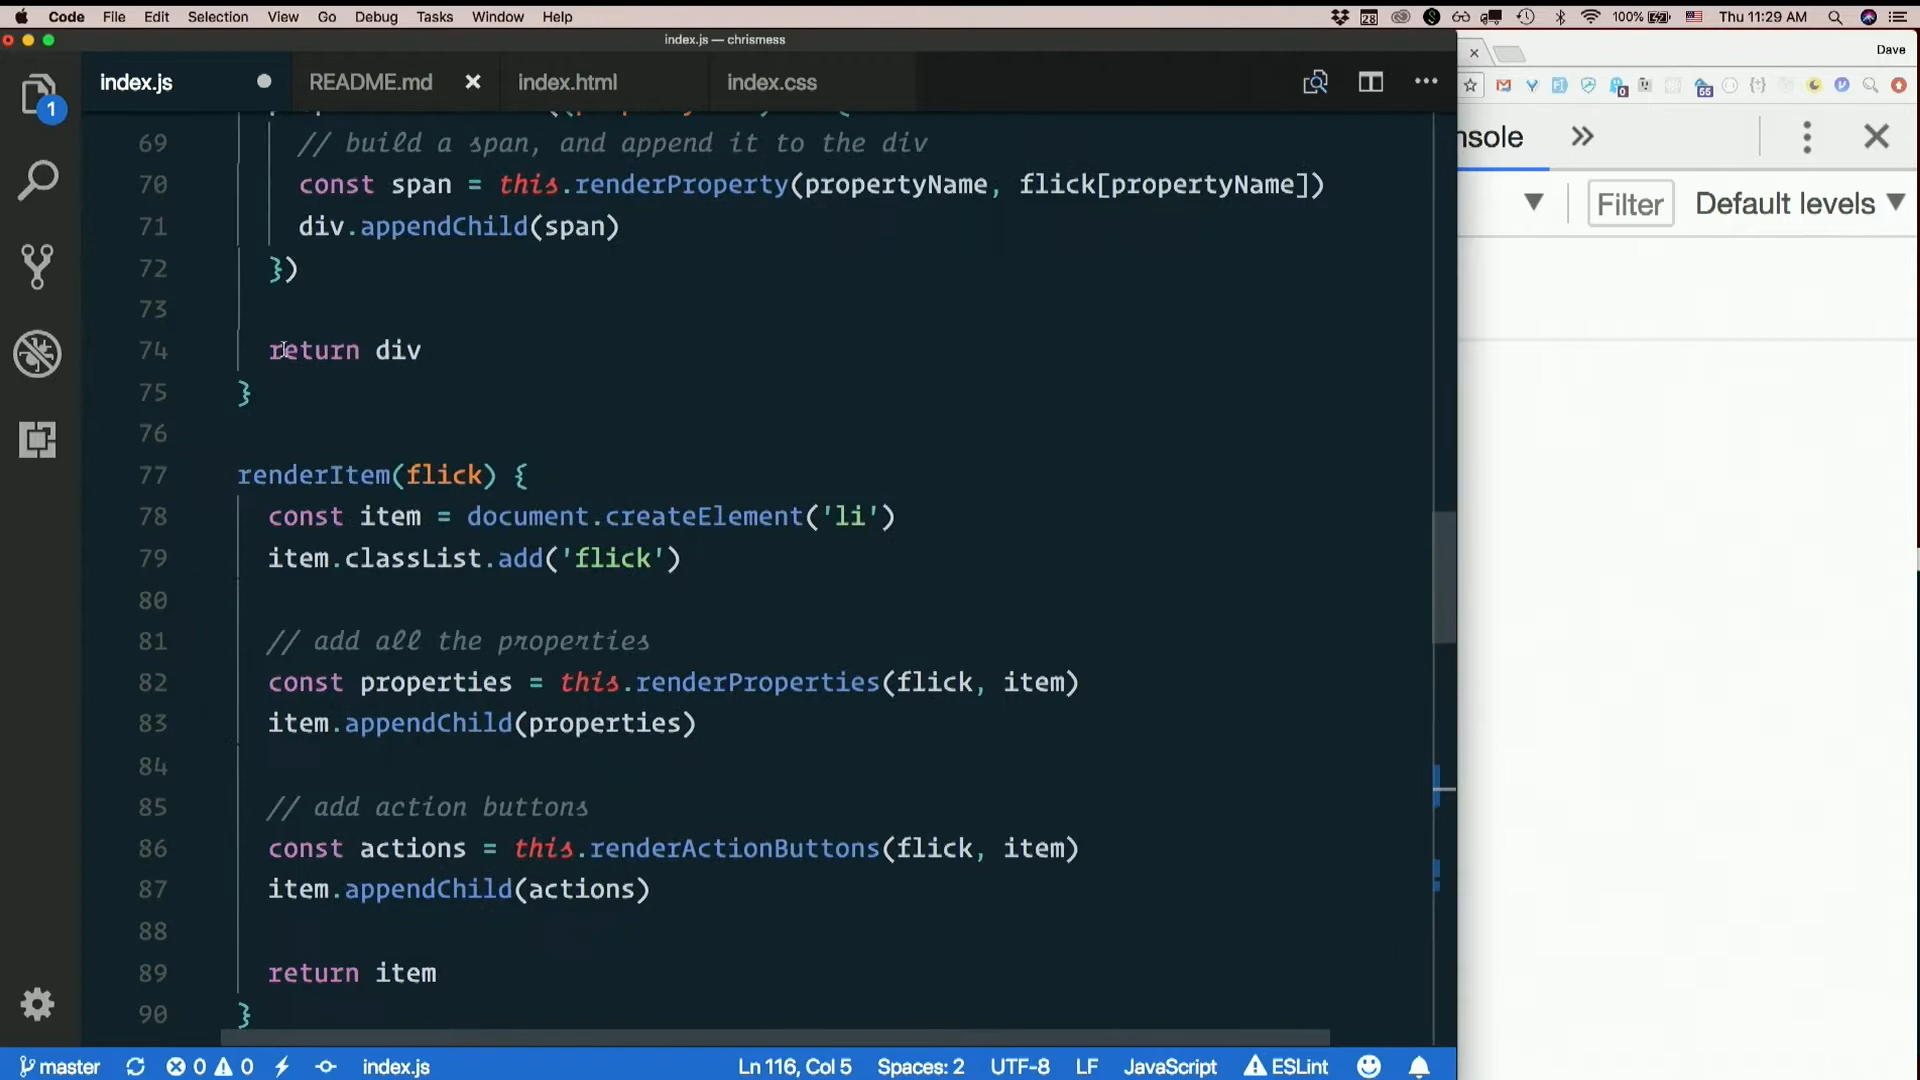 Code File Edit Selection View Go Debug Tasks Window Help
28
100%
Thu 11:29 AM
index.js — chrismess
Dave
index.js
README.md
index.html
index.css
1
0
55
nsole
Filter
Default levels
69 // build a span, and append it to the div
70 const span = this.renderProperty(propertyName, flick[propertyName])
71 div.appendChild(span)
72 })
73
74 return div
75 }
76
77 renderItem(flick) {
78 const item = document.createElement('li')
79 item.classList.add('flick')
80
81 // add all the properties
82 const properties = this.renderProperties(flick, item)
83 item.appendChild(properties)
84
85 // add action buttons
86 const actions = this.renderActionButtons(flick, item)
87 item.appendChild(actions)
88
89 return item
90 }
master
0
0
index.js
Ln 116, Col 5
Spaces: 2
UTF-8
LF
JavaScript
ESLint